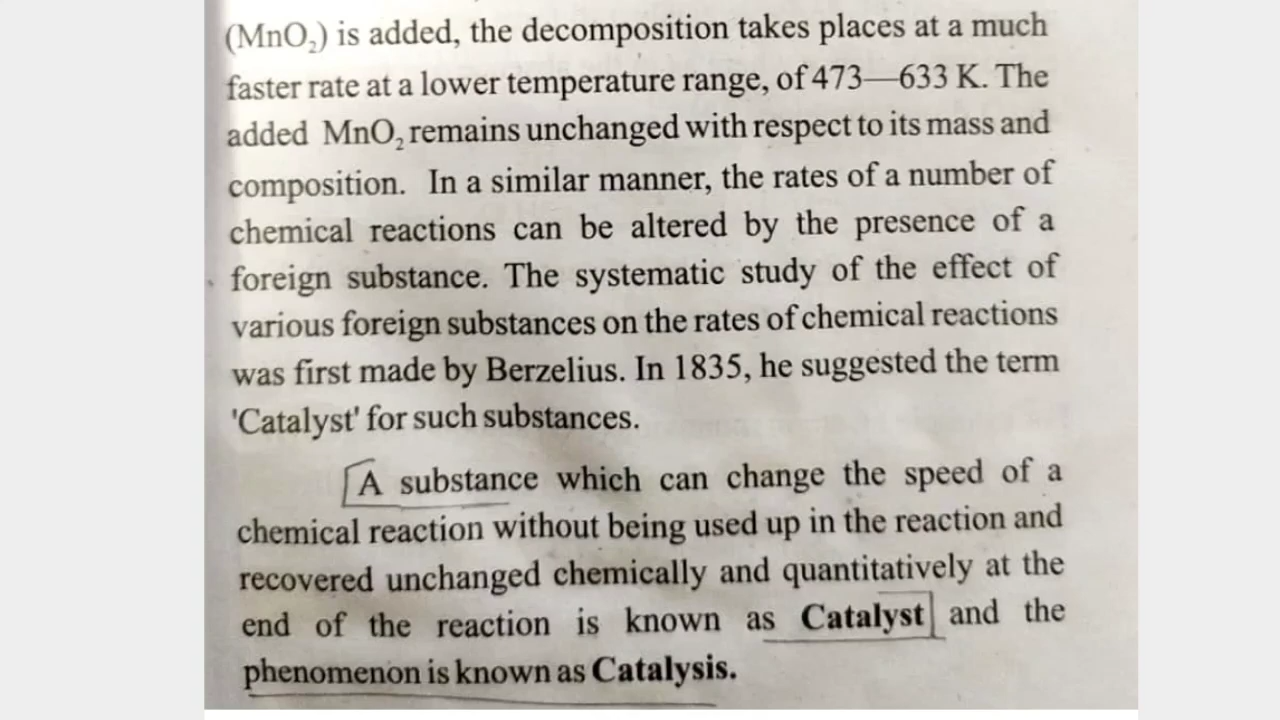 (MnO₂) is added, the decomposition takes places at a much
faster rate at a lower temperature range, of 473—633 K. The
added MnO₂ remains unchanged with respect to its mass and
composition. In a similar manner, the rates of a number of
chemical reactions can be altered by the presence of a
foreign substance. The systematic study of the effect of
various foreign substances on the rates of chemical reactions
was first made by Berzelius. In 1835, he suggested the term
'Catalyst' for such substances.
A substance which can change the speed of a
chemical reaction without being used up in the reaction and
recovered unchanged chemically and quantitatively at the
end of the reaction is known as Catalyst and the
phenomenon is known as Catalysis.